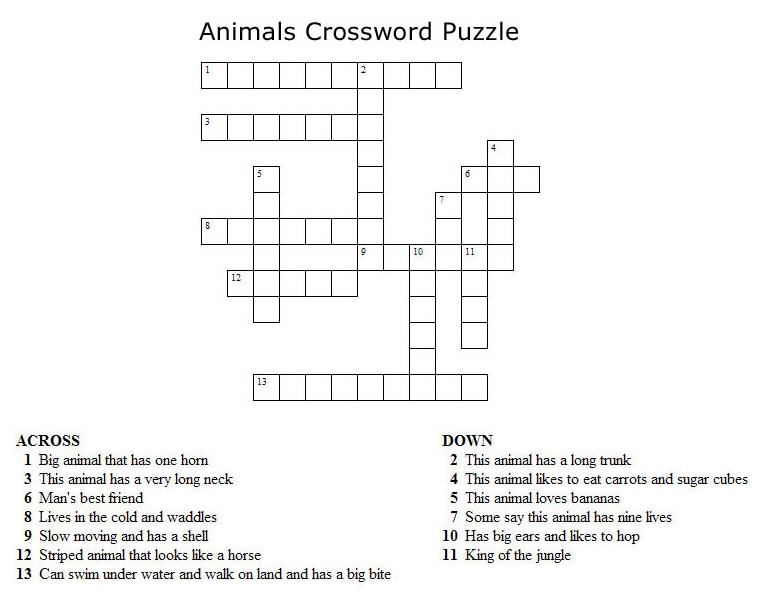 Animals Crossword Puzzle
1 2
3
4
5 6
7
8
9 10 11
12
13
ACROSS
1 Big animal that has one horn
3 This animal has a very long neck
6 Man's best friend
8 Lives in the cold and waddles
9 Slow moving and has a shell
12 Striped animal that looks like a horse
13 Can swim under water and walk on land and has a big bite
DOWN
2 This animal has a long trunk
4 This animal likes to eat carrots and sugar cubes
5 This animal loves bananas
7 Some say this animal has nine lives
10 Has big ears and likes to hop
11 King of the jungle